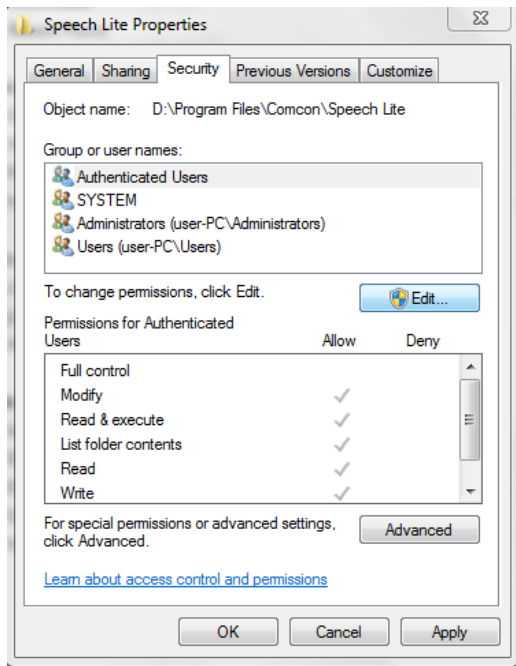 Speech Lite Properties
General Sharing Security Previous Versions Customize
Object name: D:\Program Files\Comcon\Speech Lite
Group or user names:
Authenticated Users
SYSTEM
Administrators (user-PC\Administrators)
Users (user-PC\Users)
To change permissions, click Edit.
Edit...
Permissions for Authenticated
Users Allow Deny
Full control
Modify
Read & execute
List folder contents
Read
Write
For special permissions or advanced settings,
click Advanced.
Advanced
Learn about access control and permissions
OK Cancel Apply